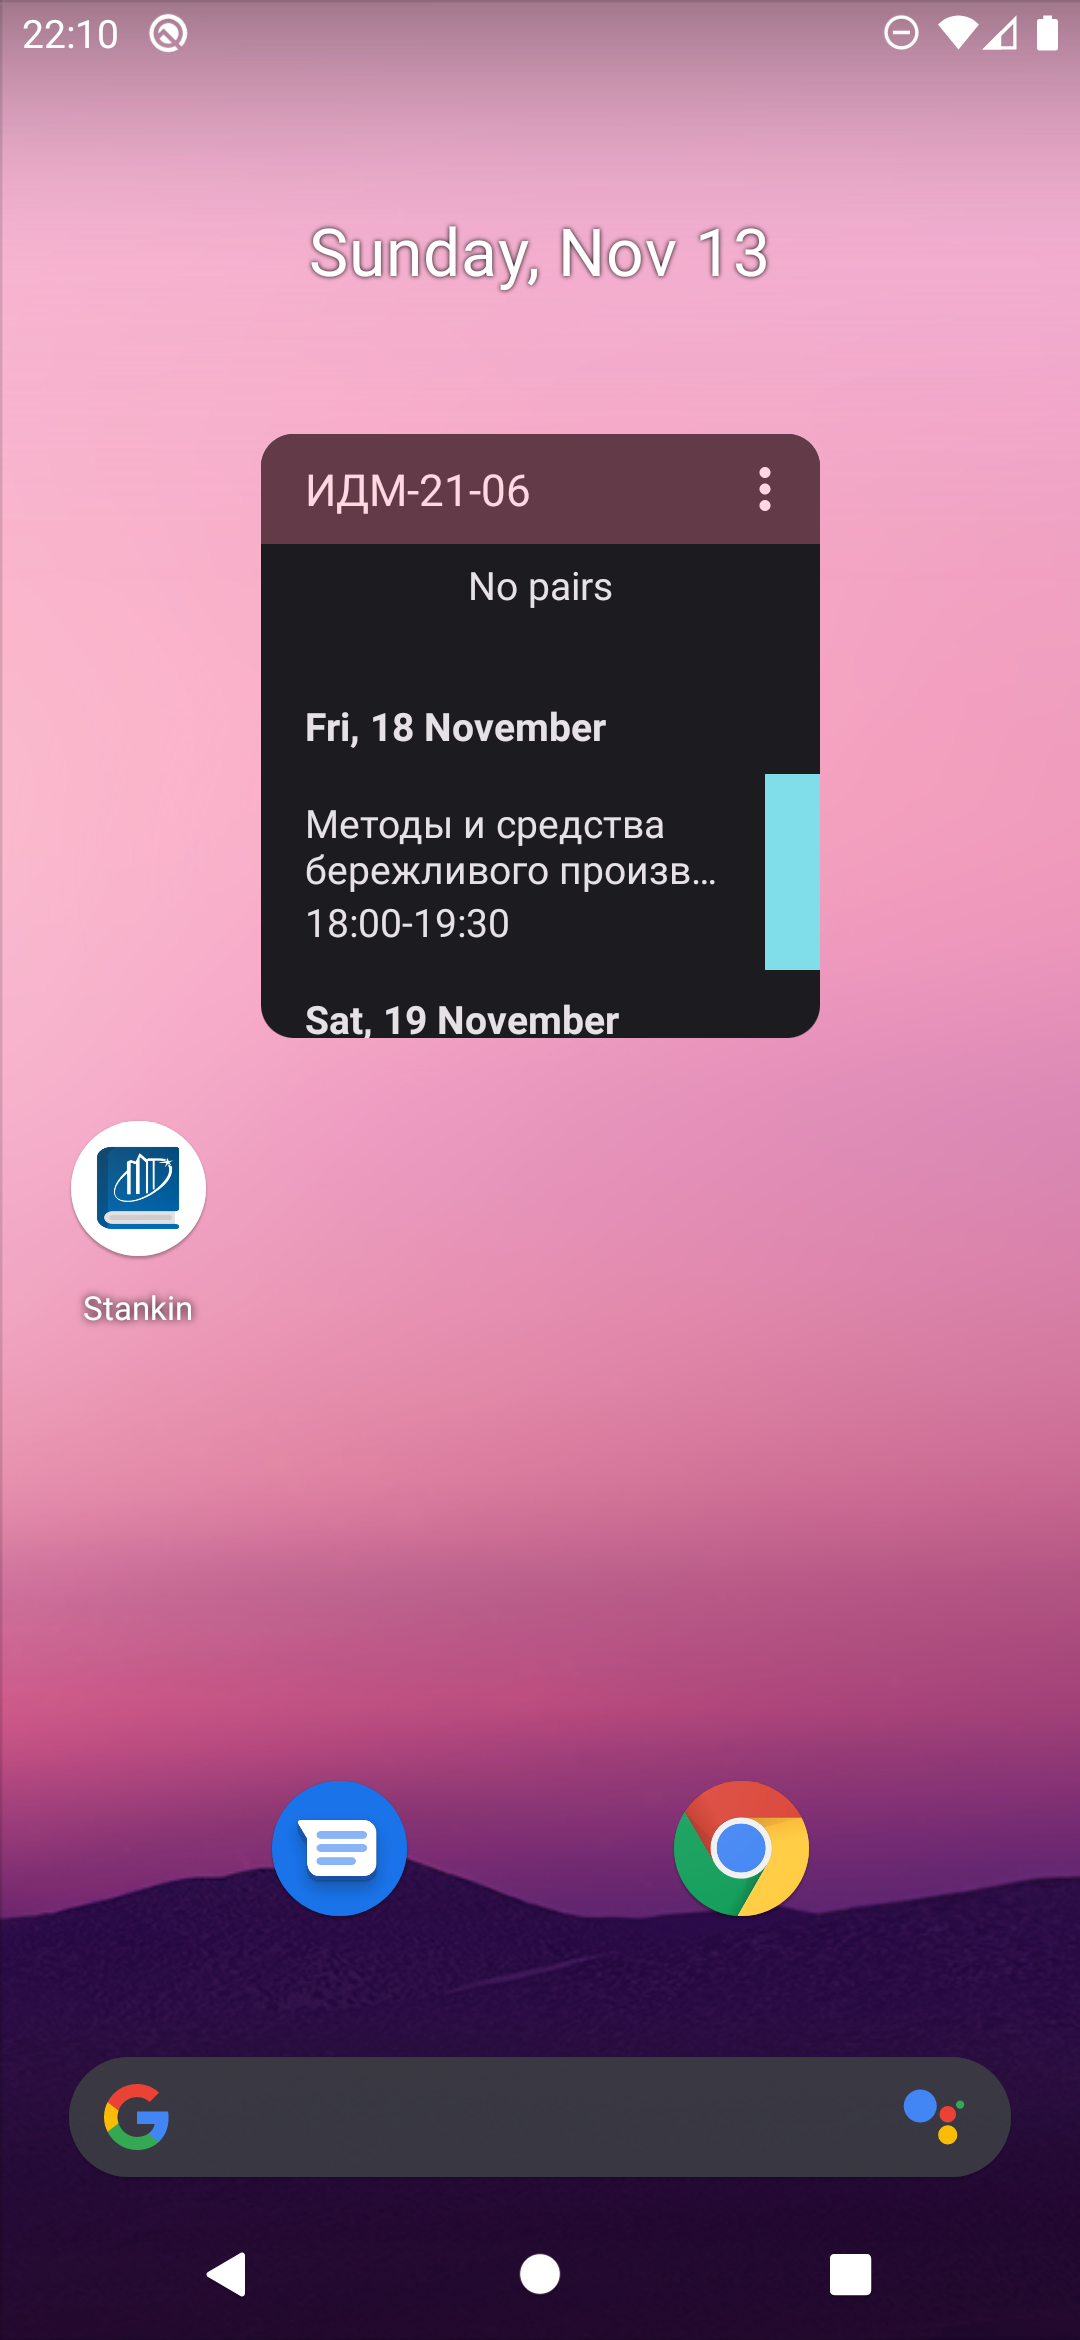 22:10
Sunday, Nov 13
ИДМ-21-06
No pairs
Fri, 18 November
Методы и средства
бережливого произв...
18:00-19:30
Sat, 19 November
Stankin